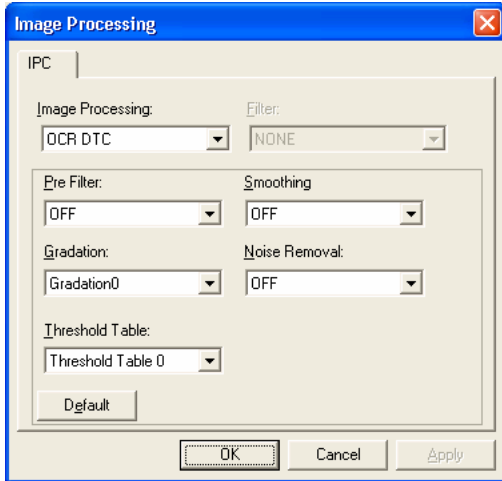 Image Processing
IPC
Image Processing: Filter:
OCR DTC NONE
Pre Filter: Smoothing
OFF OFF
Gradation: Noise Removal:
Gradation0 OFF
Threshold Table:
Threshold Table 0
Default
OK Cancel Apply